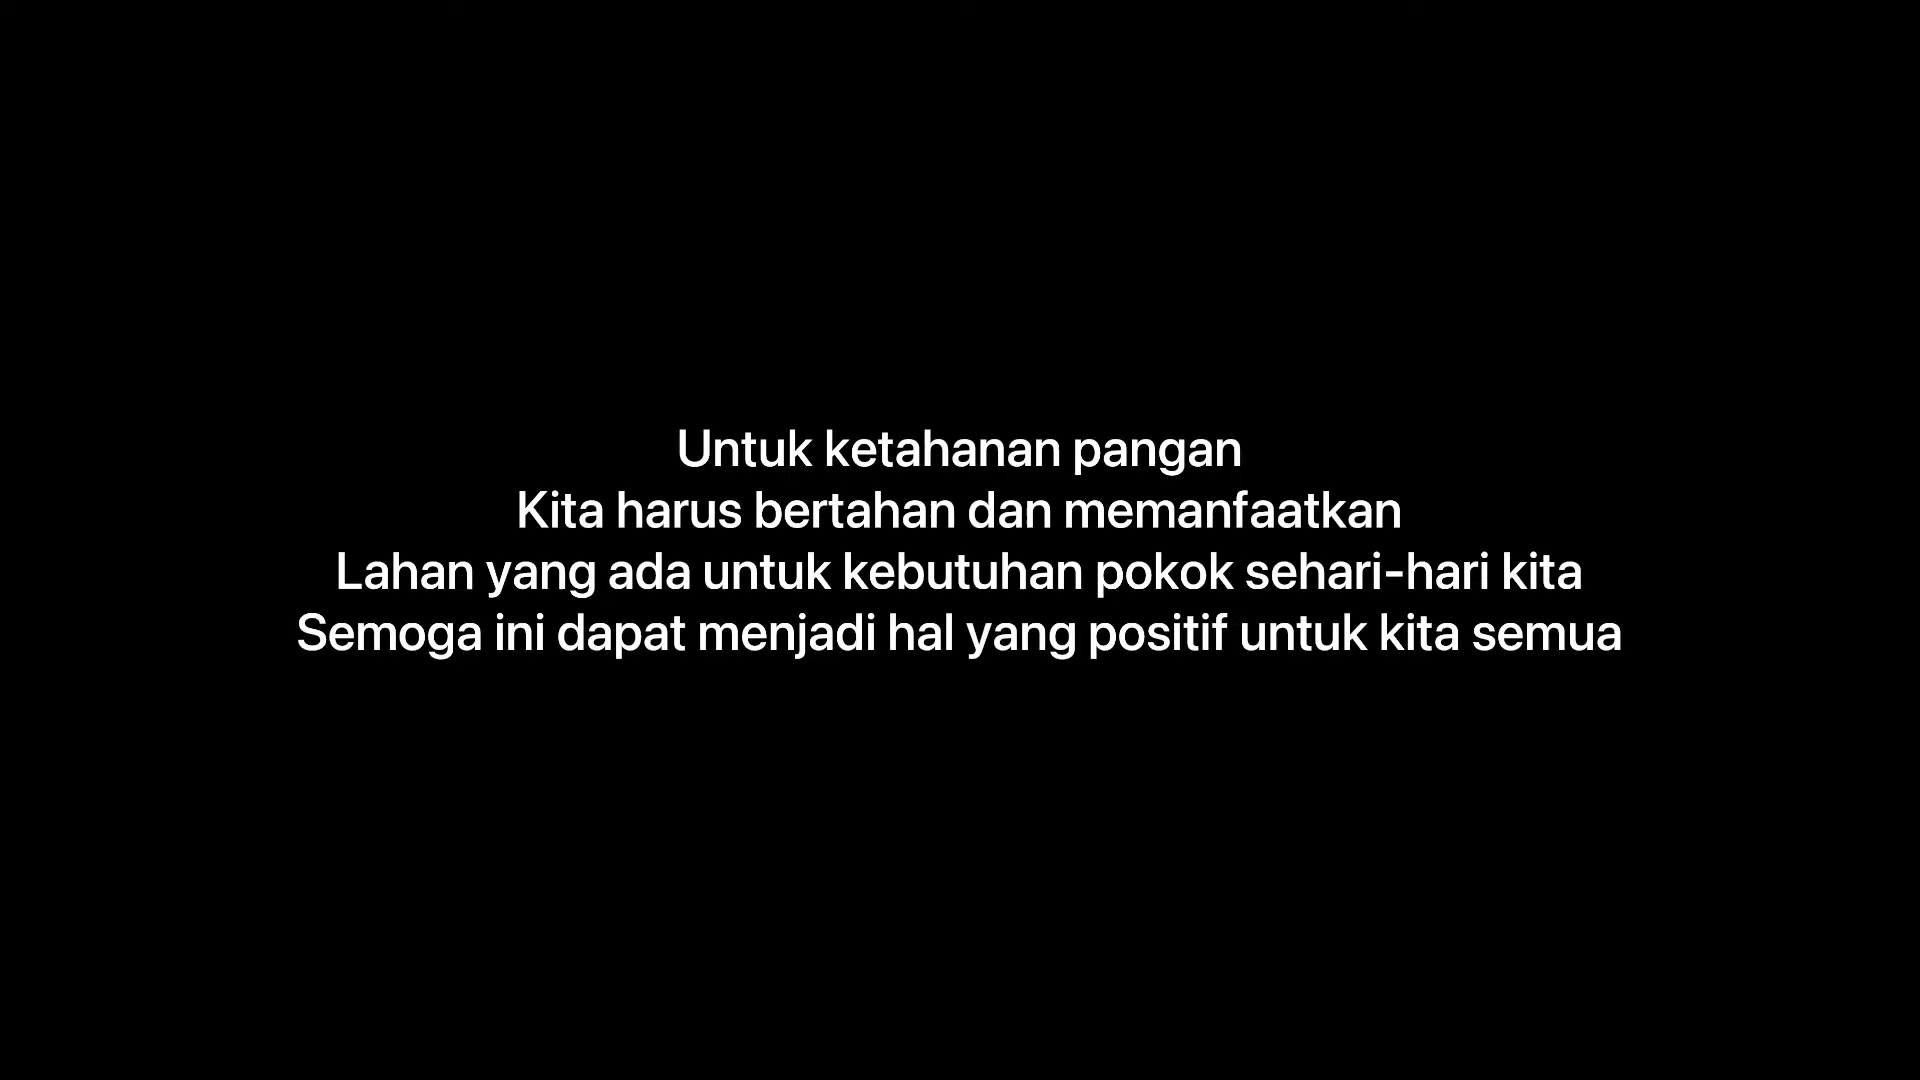 Untuk ketahanan pangan
Kita harus bertahan dan memanfaatkan
Lahan yang ada untuk kebutuhan pokok sehari-hari kita
Semoga ini dapat menjadi hal yang positif untuk kita semua